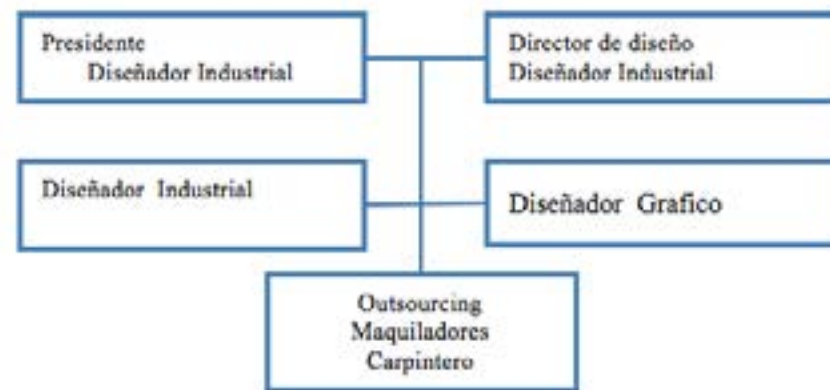 Presidente
Diseñador Industrial
Director de diseño
Diseñador Industrial
Diseñador Industrial
Diseñador Grafico
Outsourcing
Maquiladores
Carpintero